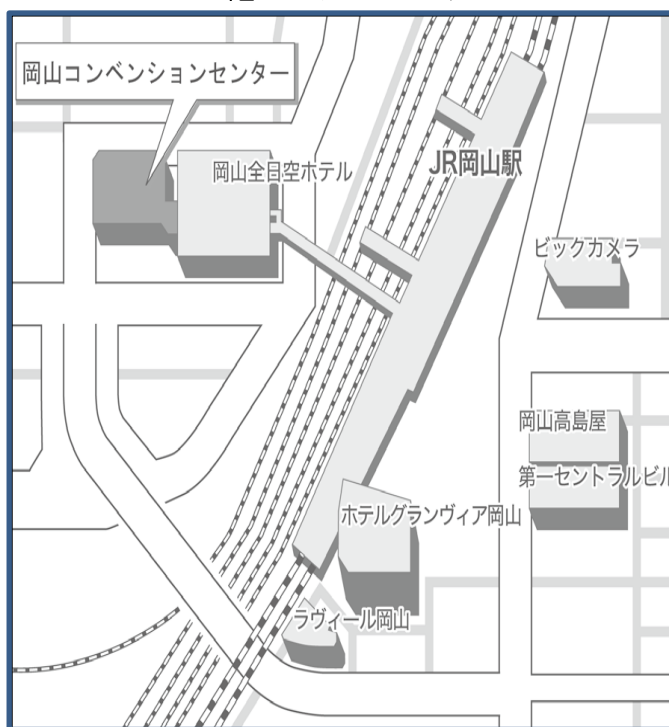 岡山コンベンションセンター
岡山全日空ホテル
JR岡山駅
ビックカメラ
岡山高島屋
第一セントラルビル
ホテルグランヴィア岡山
ラヴィール岡山